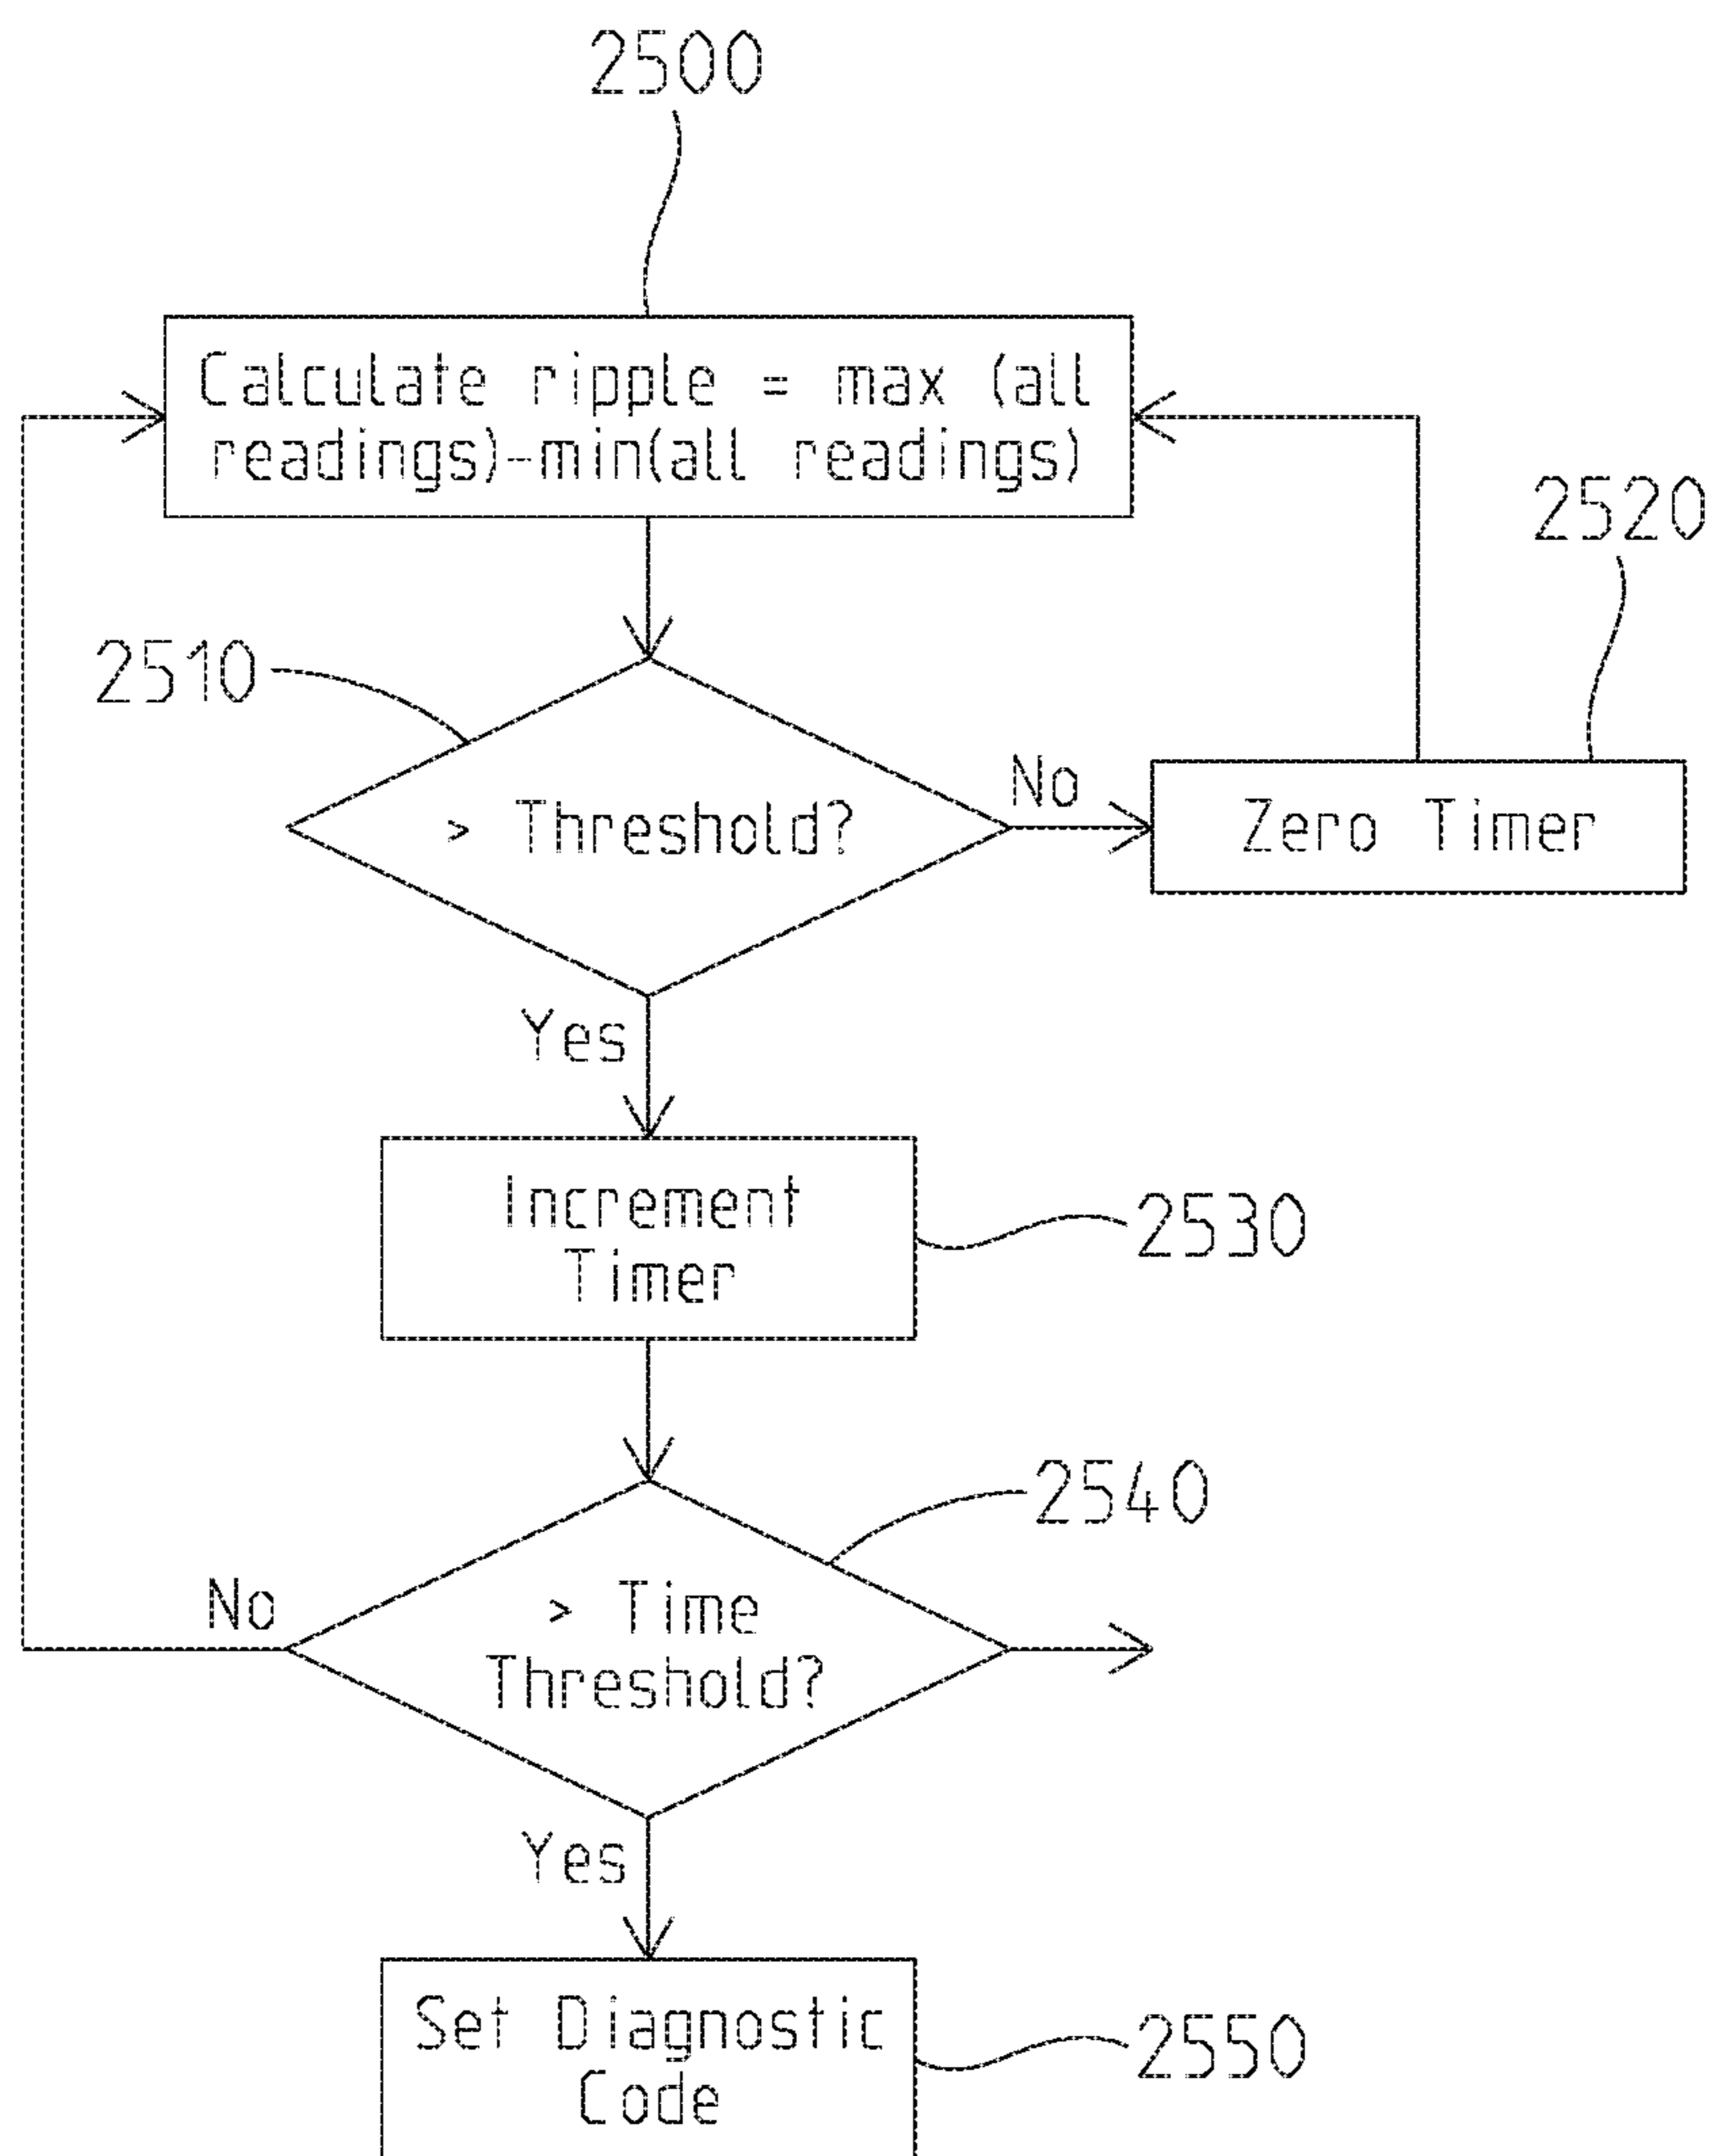 2500
Calculate ripple = max (all
readings)-min(all readings)
2520
2510
> Threshold?
No
Zero Timer
Yes
Increment
Timer
2530
2540
No
> Time
Threshold?
Yes
Set Diagnostic
Code
2550